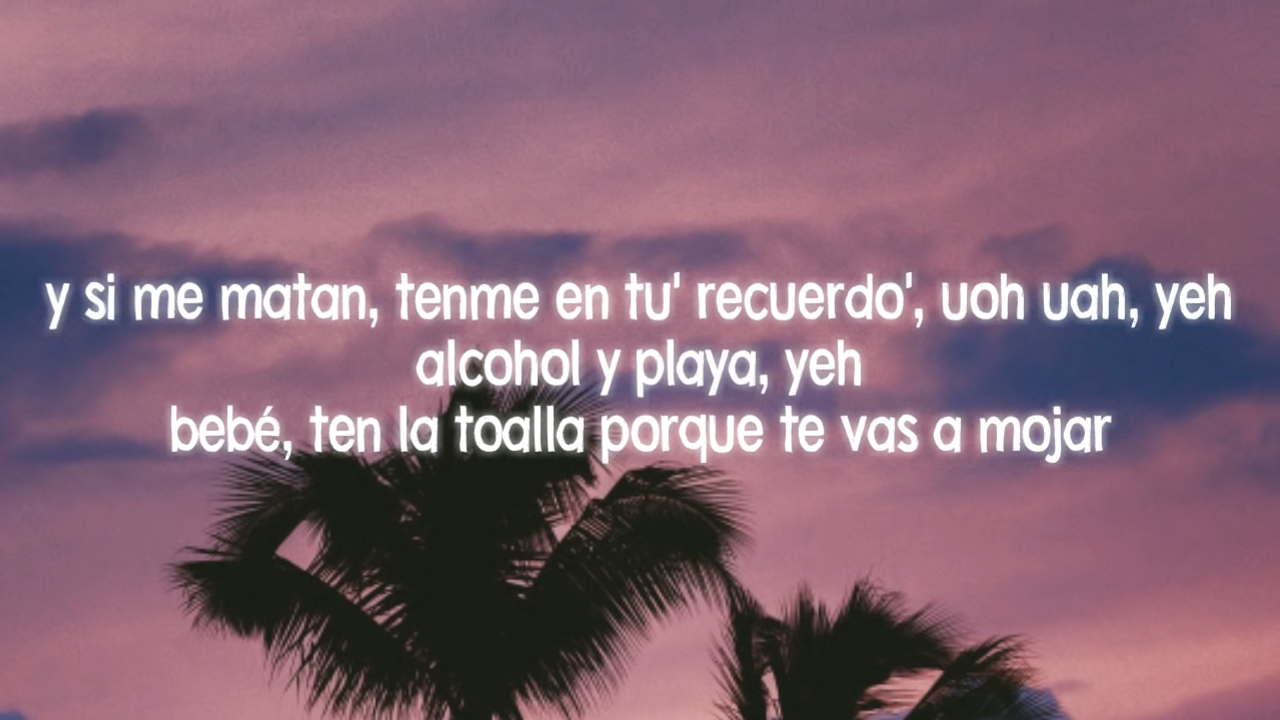 y si me matan, tenme en tu' recuerdo', uoh uah, yeh
alcohol y playa, yeh
bebé, ten la toalla porque te vas a mojar